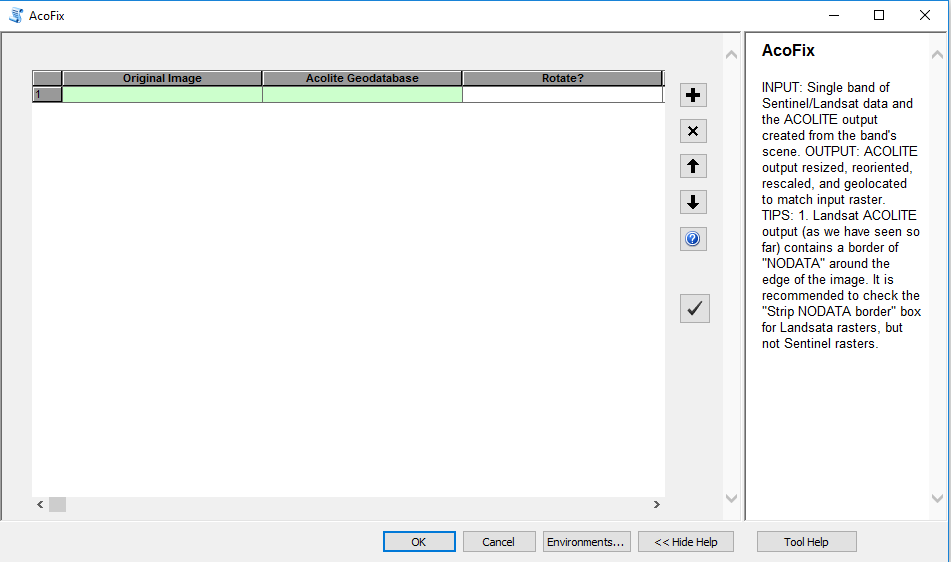 AcoFix
Original Image
Acolite Geodatabase
Rotate?
1
AcoFix
INPUT: Single band of
Sentinel/Landsat data and
the ACOLITE output
created from the band's
scene. OUTPUT: ACOLITE
output resized, reoriented,
rescaled, and geolocated
to match input raster.
TIPS: 1. Landsat ACOLITE
output (as we have seen so
far) contains a border of
"NODATA" around the
edge of the image. It is
recommended to check the
"Strip NODATA border" box
for Landsata rasters, but
not Sentinel rasters.
OK
Cancel
Environments...
<< Hide Help
Tool Help